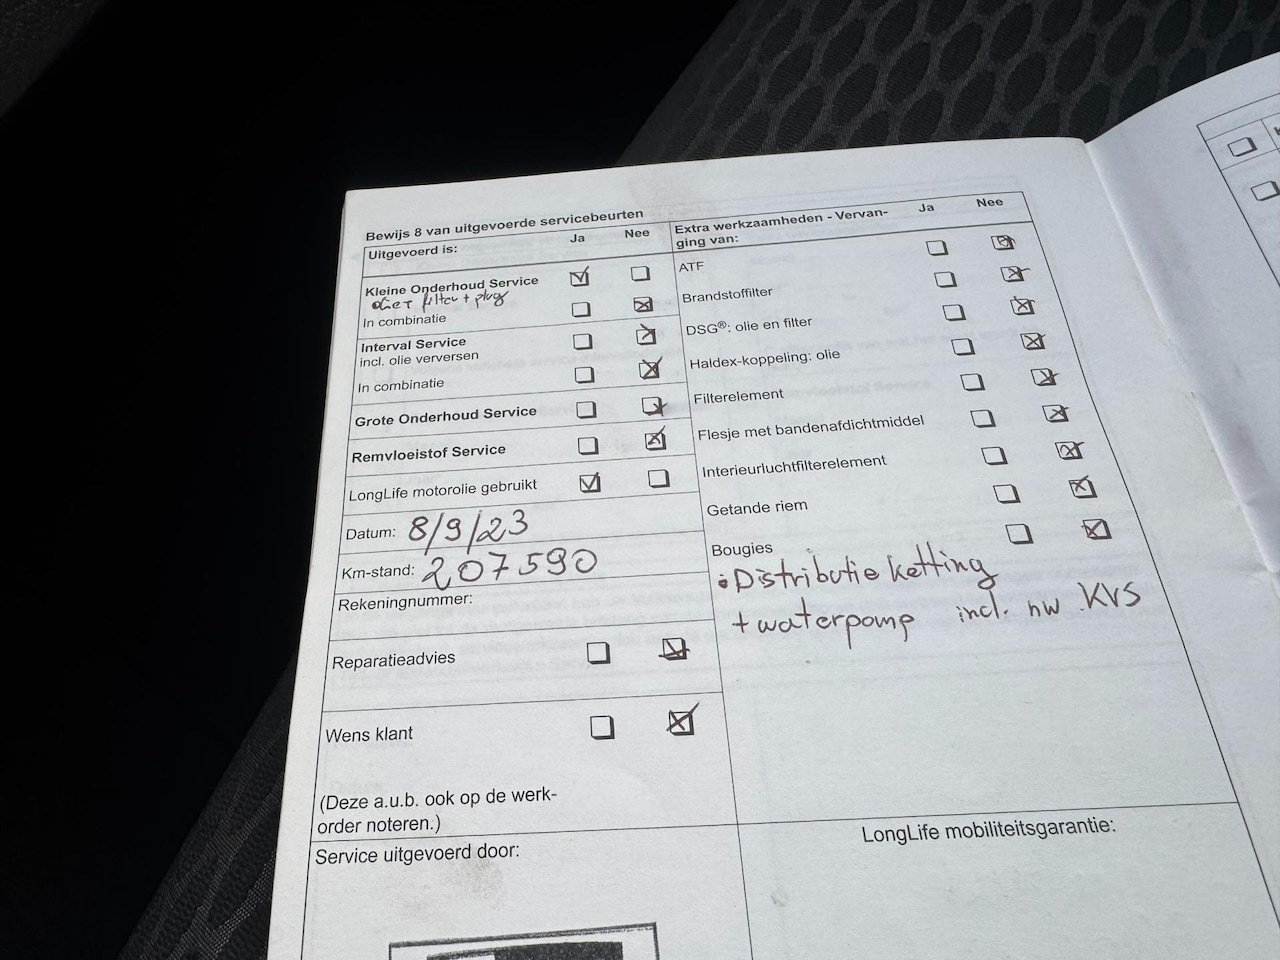 Bewijs 8 van uitgevoerde servicebeurten
Uitgevoerd is:
Ja
Nee
Kleine Onderhoud Service
olie + filter + plug
In combinatie
Interval Service
incl. olie verversen
In combinatie
Grote Onderhoud Service
Remvloeistof Service
LongLife motorolie gebruikt
Datum: 8/9/23
Km-stand: 207590
Rekeningnummer:
Reparatieadvies
Wens klant
(Deze a.u.b. ook op de werk-
order noteren.)
Service uitgevoerd door:
Extra werkzaamheden - Vervan-
ging van:
Ja
Nee
ATF
Brandstoffilter
DSG®: olie en filter
Haldex-koppeling: olie
Filterelement
Flesje met bandenafdichtmiddel
Interieurluchtfilterelement
Getande riem
Bougies
• Distributie ketting
+ waterpomp incl. nw KVS
LongLife mobiliteitsgarantie: